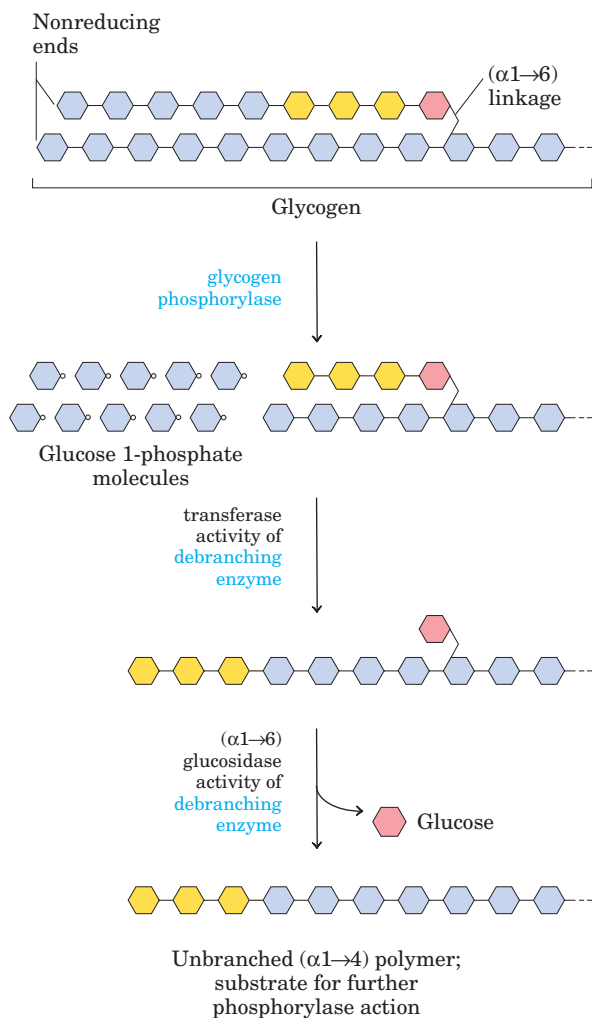 Nonreducing
ends
(α1→6)
linkage
Glycogen
glycogen
phosphorylase
Glucose 1-phosphate
molecules
transferase
activity of
debranching
enzyme
(α1→6)
glucosidase
activity of
debranching
enzyme
Glucose
Unbranched (α1→4) polymer;
substrate for further
phosphorylase action